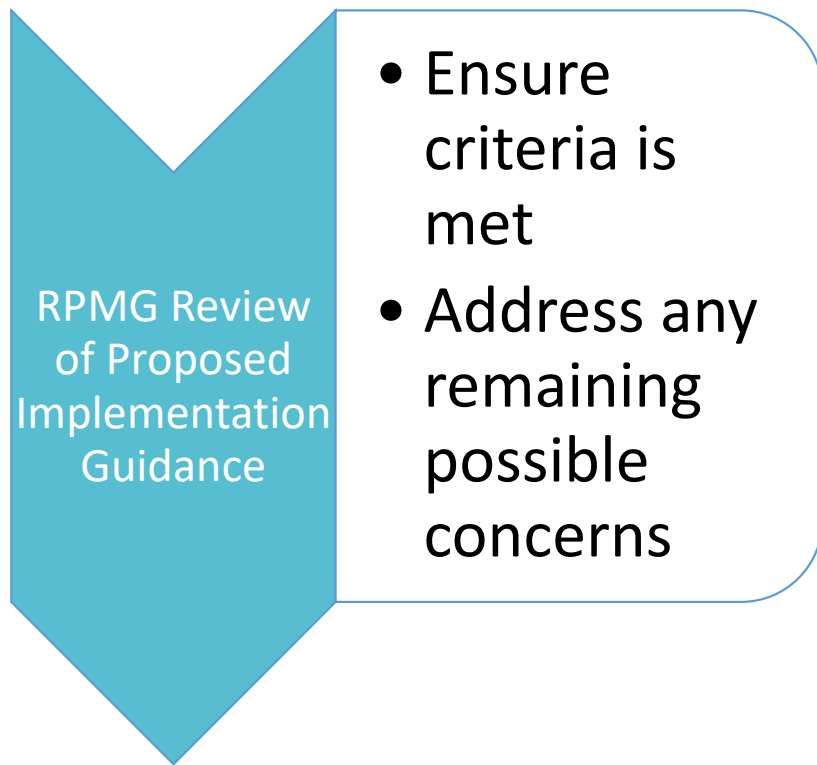 RPMG Review
of Proposed
Implementation
Guidance
• Ensure
criteria is
met
• Address any
remaining
possible
concerns